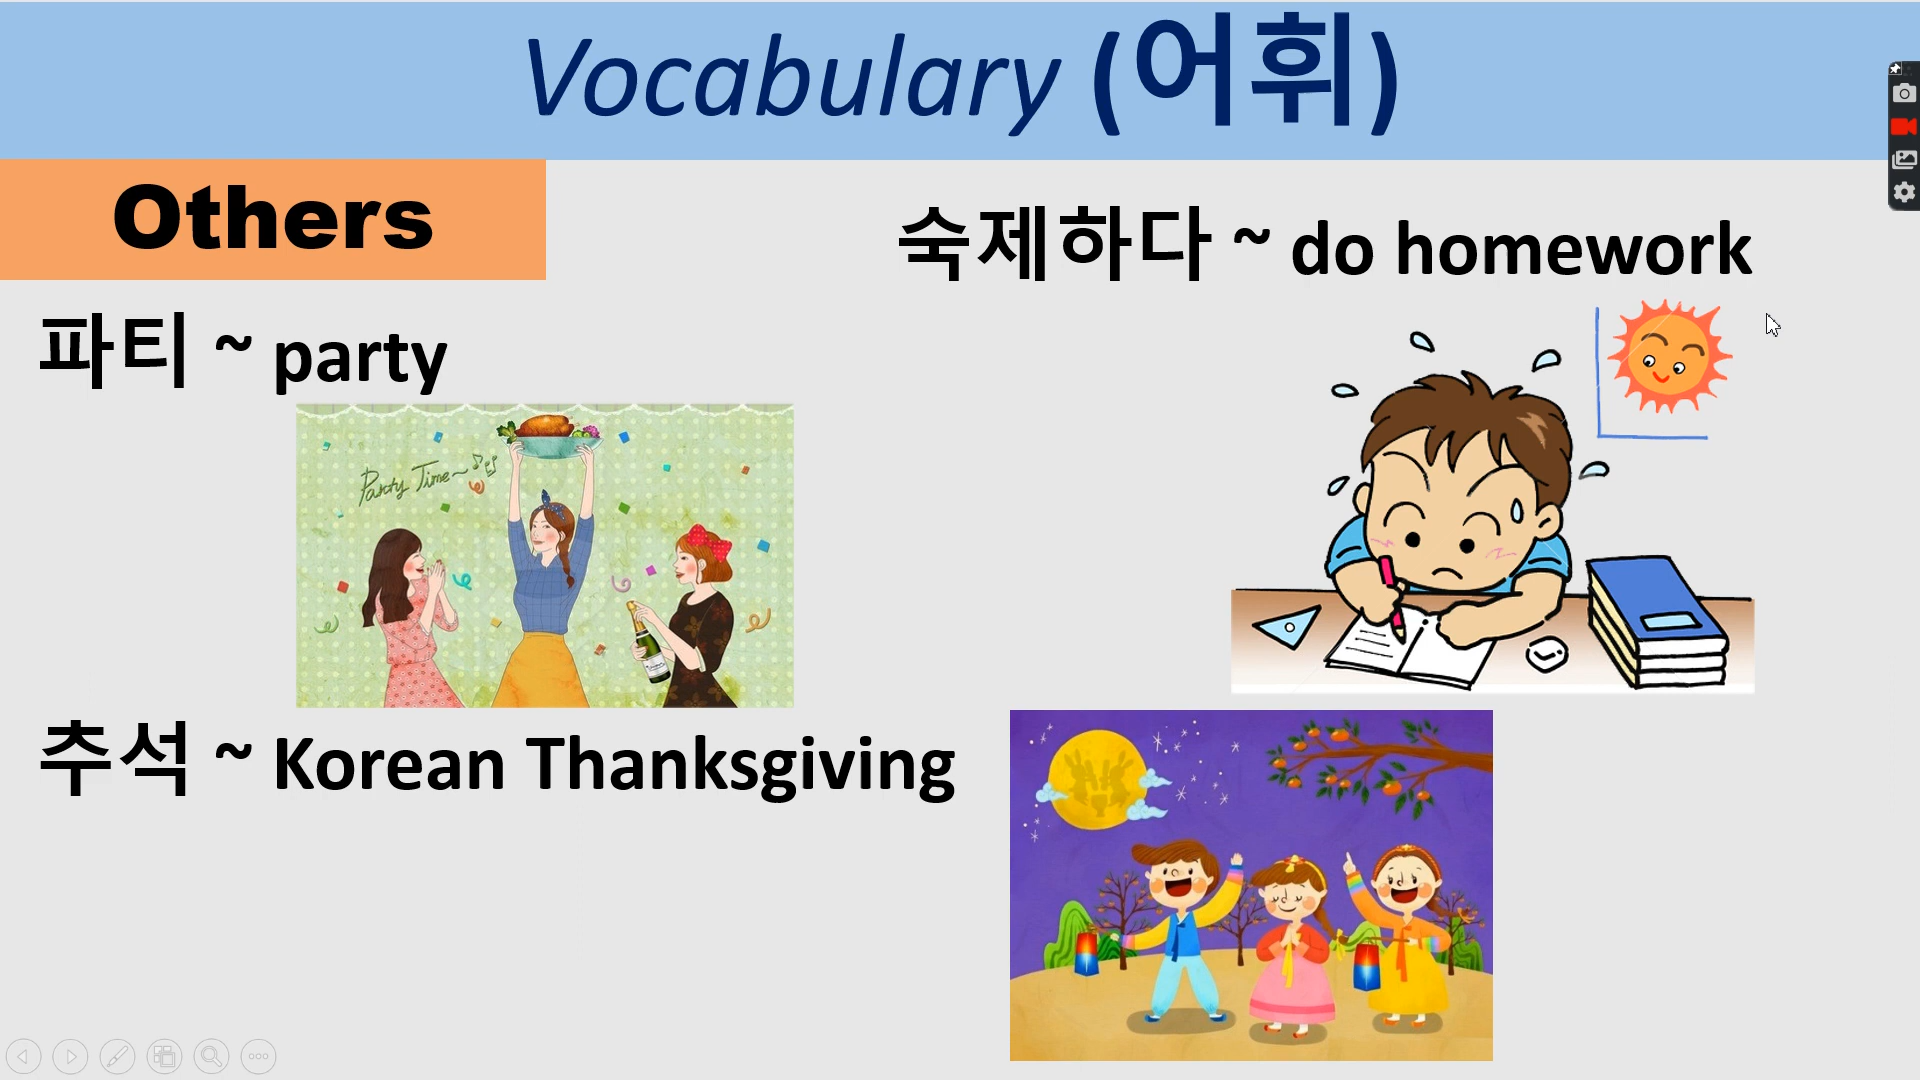 Vocabulary (어휘)
Others
숙제하다 ~ do homework
파티 ~ party
Party Time~
추석 ~ Korean Thanksgiving